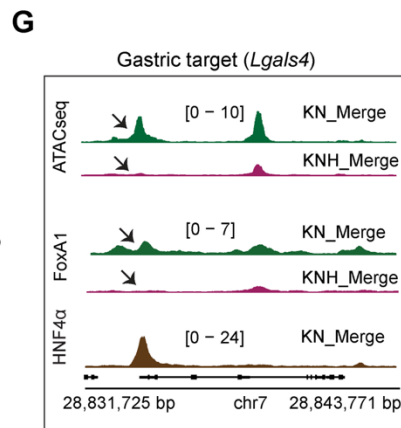 G
Gastric target (Lgals4)
ATACseq
[0 – 10] KN_Merge
KNH_Merge
FoxA1
[0 – 7] KN_Merge
KNH_Merge
HNF4α
[0 – 24] KN_Merge
28,831,725 bp chr7 28,843,771 bp